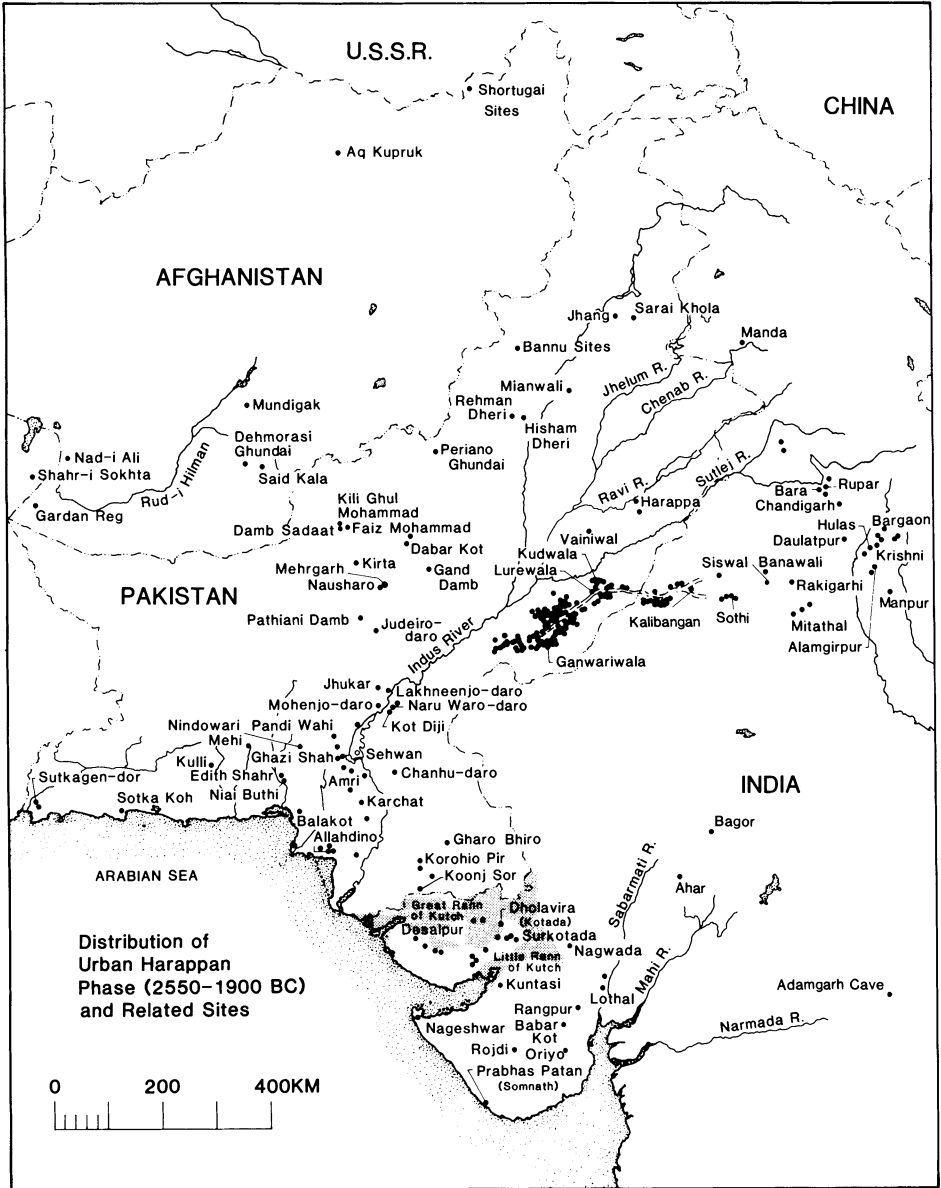 U.S.S.R.
Shortugai
Sites
CHINA
Aq Kupruk
AFGHANISTAN
Jhang
Sarai Khola
Manda
Bannu Sites
Mianwali
Jhelum R.
Chenab R.
Rehman
Dheri
Hisham
Dheri
Mundigak
Dehmorasi
Ghundai
Said Kala
Periano
Ghundai
Nad-i Ali
Shahr-i Sokhta
Rud-i Hilman
Gardan Reg
Ravi R.
Sutlej R.
Harappa
Bara
Rupar
Chandigarh
Kili Ghul
Mohammad
Damb Sadaat
Faiz Mohammad
Dabar Kot
Hulas
Bargaon
Daulatpur
Krishni
Vainiwal
Kudwala
Lurewala
Mehrgarh
Kirta
Nausharo
Gand
Damb
Siswal
Banawali
Rakigarhi
Manpur
PAKISTAN
Pathiani Damb
Judeiro-
daro
Indus River
Kalibangan
Sothi
Mitathal
Alamgirpur
Ganwariwala
Jhukar
Lakhneenjo-daro
Mohenjo-daro
Naru Waro-daro
Kot Diji
Nindowari
Pandi Wahi
Mehi
Ghazi Shah
Sehwan
Kulli
Edith Shahr
Amri
Chanhu-daro
INDIA
Sutkagen-dor
Sotka Koh
Niai Buthi
Karchat
Balakot
Allahdino
Bagor
Gharo Bhiro
Korohio Pir
Koonj Sor
Sabarmati R.
Ahar
ARABIAN SEA
Great Rann
of Kutch
Dholavira
(Kotada)
Desalpur
Surkotada
Nagwada
Mahi R.
Little Rann
of Kutch
Kuntasi
Distribution of
Urban Harappan
Phase (2550-1900 BC)
and Related Sites
Lothal
Adamgarh Cave
Rangpur
Nageshwar
Babar
Kot
Narmada R.
Rojdi
Oriyo
Prabhas Patan
(Somnath)
0 200 400KM